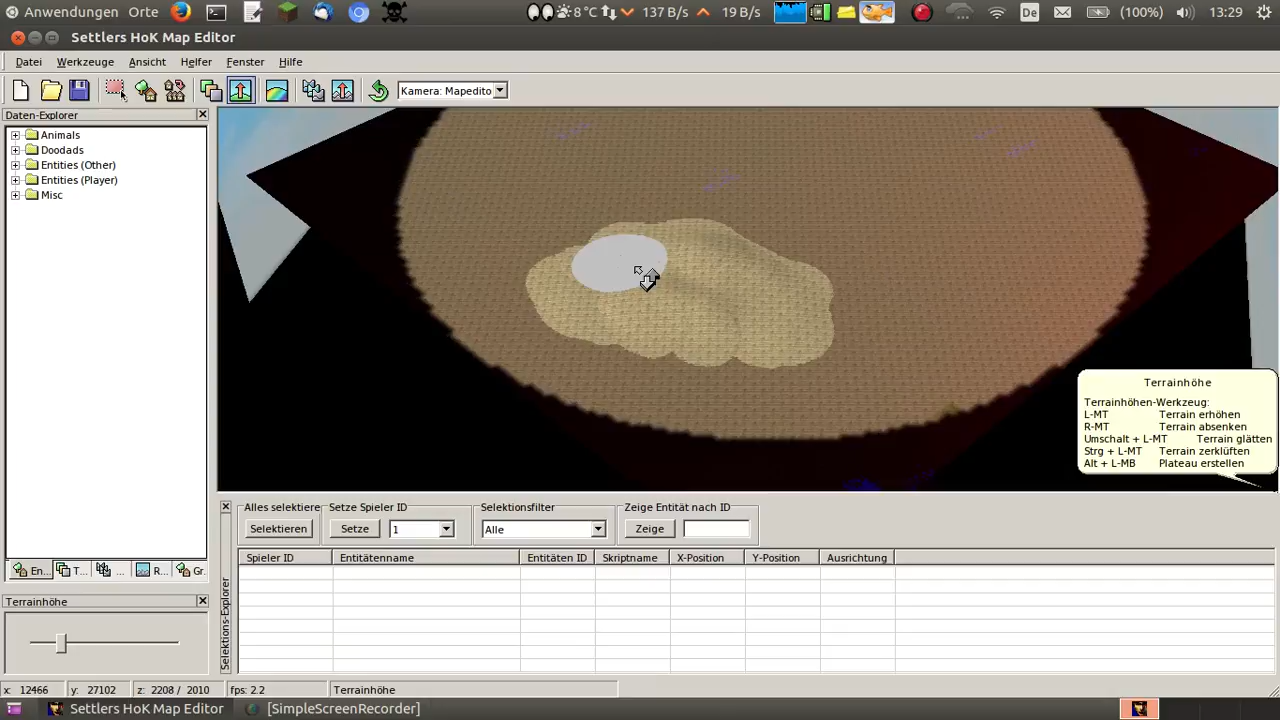 Anwendungen Orte 8°C 137 B/s 19 B/s De (100%) 13:29
Settlers HoK Map Editor
Datei Werkzeuge Ansicht Helfer Fenster Hilfe
Kamera: Mapedito
Daten-Explorer
Animals
Doodads
Entities (Other)
Entities (Player)
Misc
Terrainhöhe
Terrainhöhen-Werkzeug:
L-MT Terrain erhöhen
R-MT Terrain absenken
Umschalt + L-MT Terrain glätten
Strg + L-MT Terrain zerklüften
Alt + L-MB Plateau erstellen
Alles selektiere Setze Spieler ID Selektionsfilter Zeige Entität nach ID
Selektieren Setze 1 Alle Zeige
Spieler ID Entitätenname Entitäten ID Skriptname X-Position Y-Position Ausrichtung
En... T... ... R... Gr.
Terrainhöhe
Selektions-Explorer
x: 12466 y: 27102 z: 2208 / 2010 fps: 2.2 Terrainhöhe
Settlers HoK Map Editor [SimpleScreenRecorder]